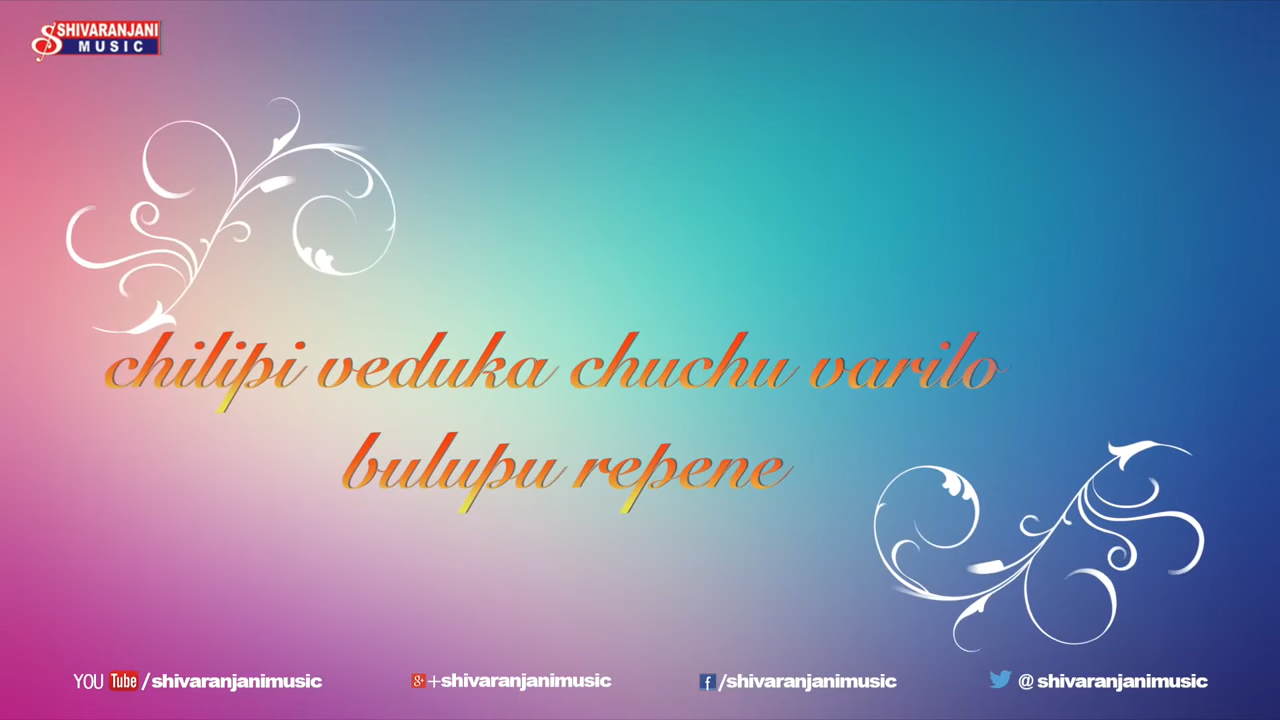 SHIVARANJANI
MUSIC
chilipi veduka chuchu varilo
bulupu repene
YOU Tube /shivaranjanimusic
g+ +shivaranjanimusic
f /shivaranjanimusic
@ shivaranjanimusic